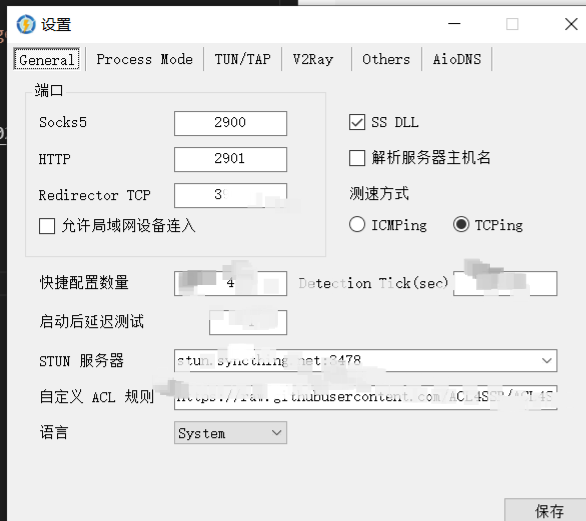 设置
General Process Mode TUN/TAP V2Ray Others AioDNS
端口
Socks5 2900
SS DLL
HTTP 2901
解析服务器主机名
Redirector TCP 3
测速方式
允许局域网设备连入
ICMPing TCPing
快捷配置数量 4 Detection Tick(sec)
启动后延迟测试
STUN 服务器 stun.syncthing.net:3478
自定义 ACL 规则 https://raw.githubusercontent.com/ACL4SSR/ACL4S
语言 System
保存